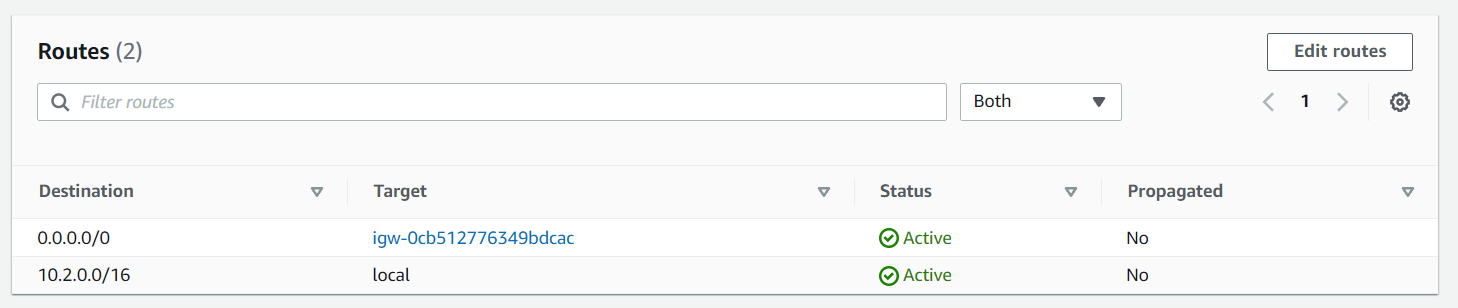 Routes (2)
Edit routes
Filter routes
Both
1
Destination Target Status Propagated
0.0.0.0/0 igw-0cb512776349bdcac Active No
10.2.0.0/16 local Active No